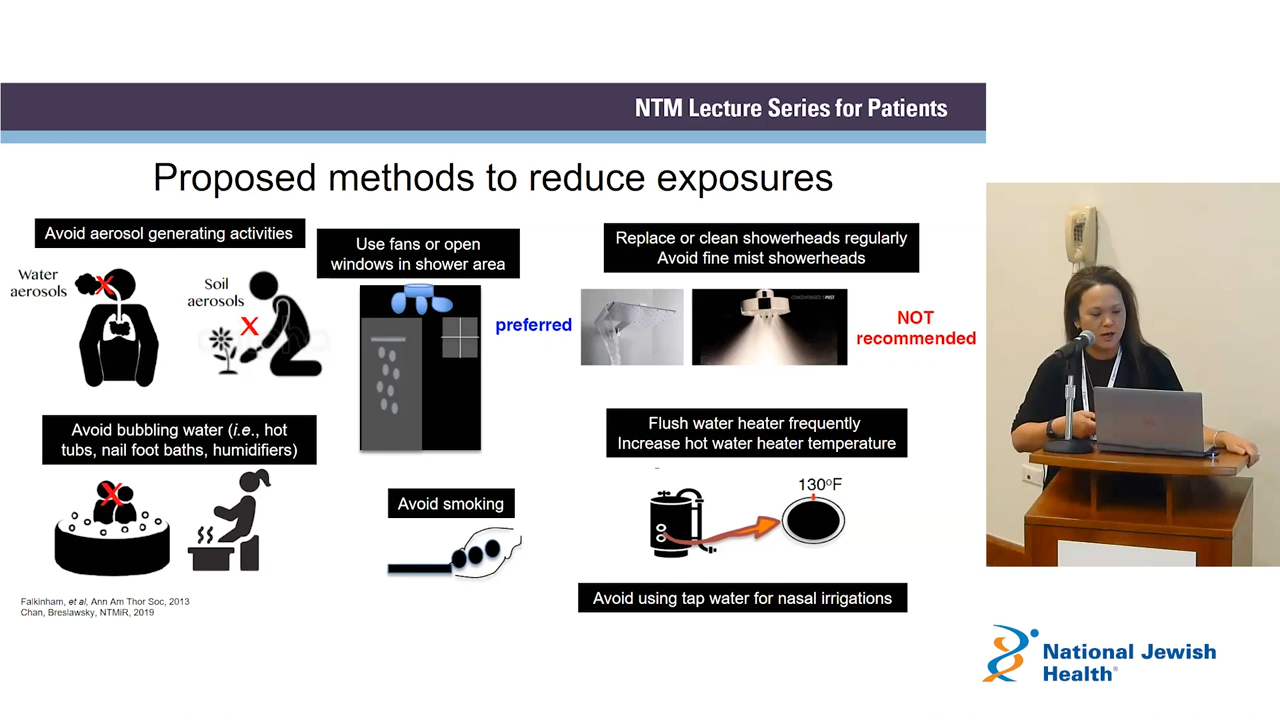 NTM Lecture Series for Patients
Proposed methods to reduce exposures
Avoid aerosol generating activities
Water
aerosols
Soil
aerosols
Use fans or open
windows in shower area
preferred
Replace or clean showerheads regularly
Avoid fine mist showerheads
NOT
recommended
Avoid bubbling water (i.e., hot
tubs, nail foot baths, humidifiers)
Flush water heater frequently
Increase hot water heater temperature
130°F
Avoid smoking
Avoid using tap water for nasal irrigations
Falkinham, et al, Ann Am Thor Soc, 2013
Chan, Breslawsky, NTMiR, 2019
National Jewish
Health®